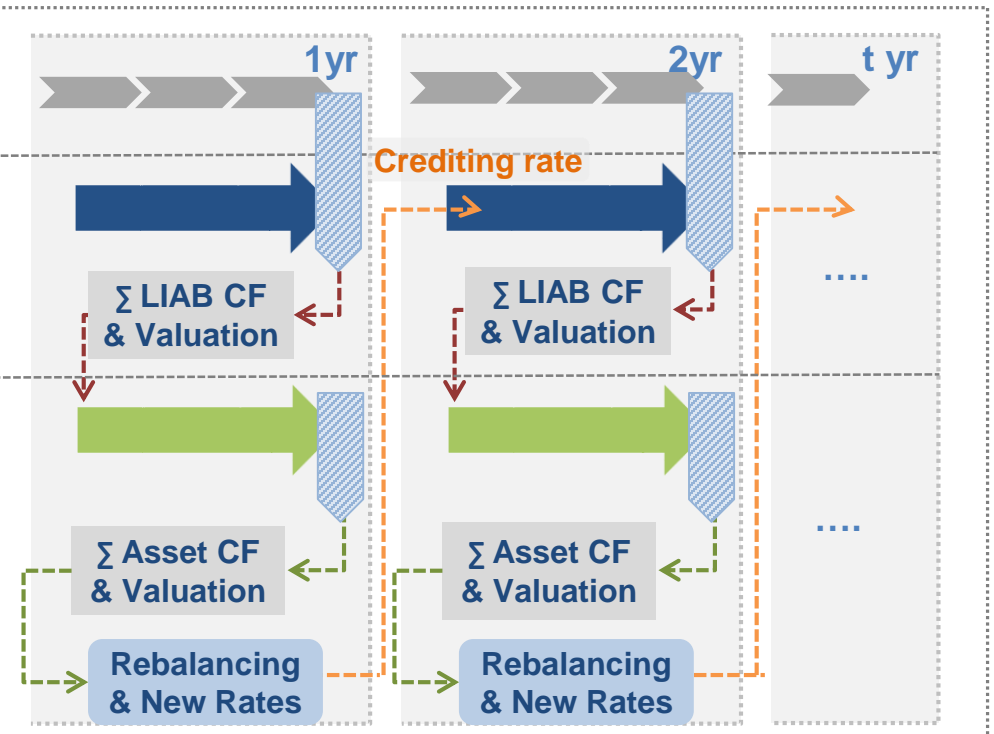 1yr
2yr
t yr
Crediting rate
∑ LIAB CF
& Valuation
∑ LIAB CF
& Valuation
....
∑ Asset CF
& Valuation
∑ Asset CF
& Valuation
....
Rebalancing
& New Rates
Rebalancing
& New Rates